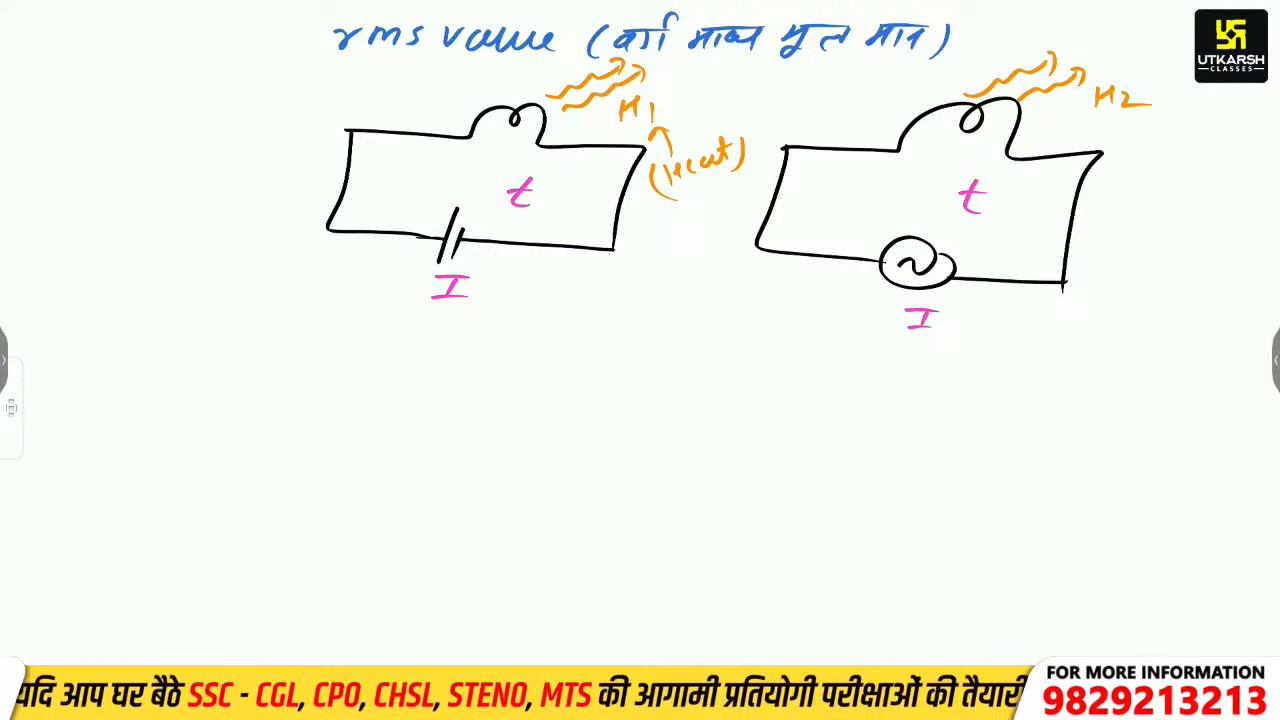 rms value (वर्ग माध्य मूल मान)
UTKARSH
CLASSES
H1
(Heat)
H2
t
t
I
I
यदि आप घर बैठे SSC - CGL, CPO, CHSL, STENO, MTS की आगामी प्रतियोगी परीक्षाओं की तैयारी
FOR MORE INFORMATION
9829213213